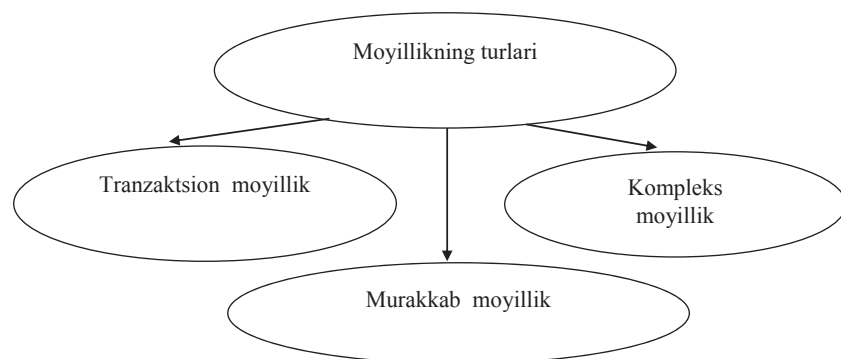 Moyillikning turlari
Tranzaktsion moyillik
Kompleks
moyillik
Murakkab moyillik